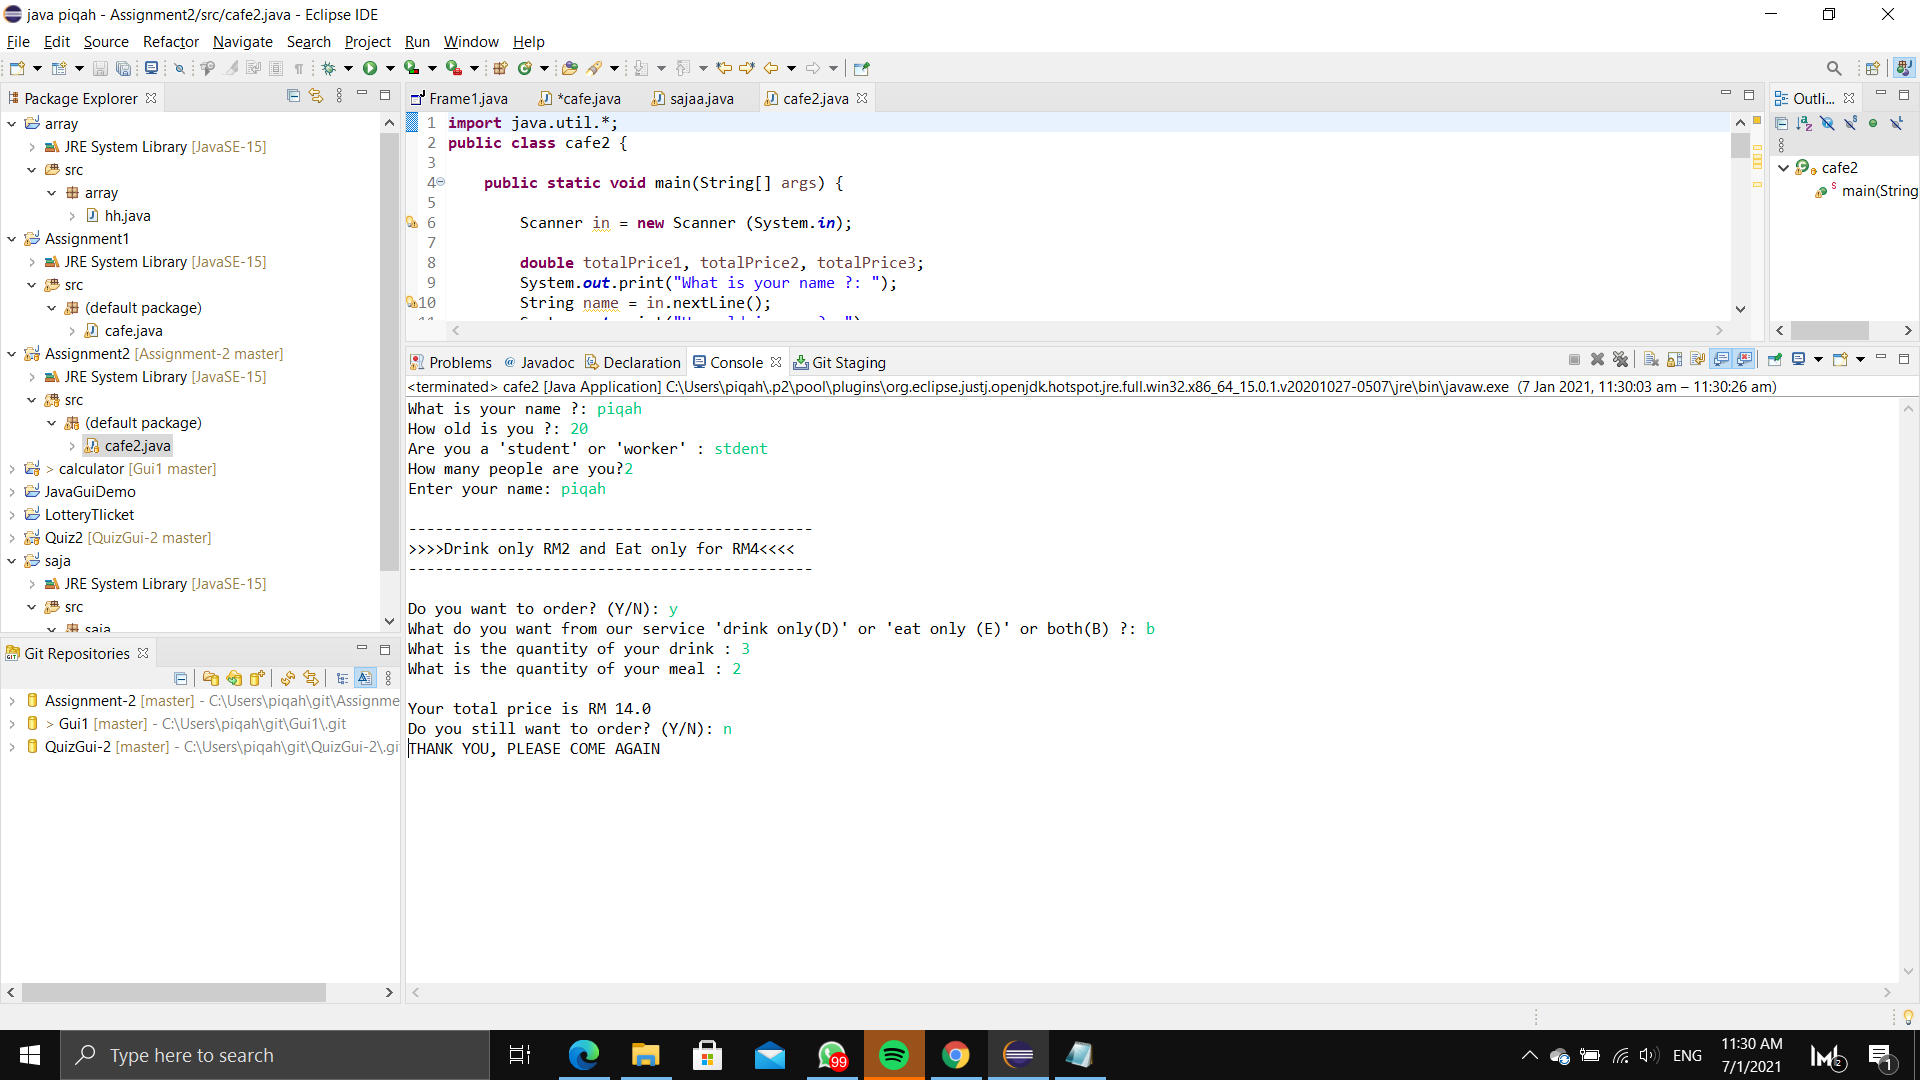 java piqah - Assignment2/src/cafe2.java - Eclipse IDE
File Edit Source Refactor Navigate Search Project Run Window Help
Package Explorer
array
JRE System Library [JavaSE-15]
src
array
hh.java
Assignment1
JRE System Library [JavaSE-15]
src
(default package)
cafe.java
Assignment2 [Assignment-2 master]
JRE System Library [JavaSE-15]
src
(default package)
cafe2.java
> calculator [Gui1 master]
JavaGuiDemo
LotteryTIicket
Quiz2 [QuizGui-2 master]
saja
JRE System Library [JavaSE-15]
src
saja
Git Repositories
Assignment-2 [master] - C:\Users\piqah\git\Assignme
> Gui1 [master] - C:\Users\piqah\git\Gui1\.git
QuizGui-2 [master] - C:\Users\piqah\git\QuizGui-2\.gi
Frame1.java *cafe.java sajaa.java cafe2.java
1 import java.util.*;
2 public class cafe2 {
3
4 public static void main(String[] args) {
5
6 Scanner in = new Scanner (System.in);
7
8 double totalPrice1, totalPrice2, totalPrice3;
9 System.out.print("What is your name ?: ");
10 String name = in.nextLine();
Outli...
cafe2
main(String
Problems @ Javadoc Declaration Console Git Staging
<terminated> cafe2 [Java Application] C:\Users\piqah\.p2\pool\plugins\org.eclipse.justj.openjdk.hotspot.jre.full.win32.x86_64_15.0.1.v20201027-0507\jre\bin\javaw.exe (7 Jan 2021, 11:30:03 am – 11:30:26 am)
What is your name ?: piqah
How old is you ?: 20
Are you a 'student' or 'worker' : stdent
How many people are you?2
Enter your name: piqah
---------------------------------------------
>>>>Drink only RM2 and Eat only for RM4<<<<
---------------------------------------------
Do you want to order? (Y/N): y
What do you want from our service 'drink only(D)' or 'eat only (E)' or both(B) ?: b
What is the quantity of your drink : 3
What is the quantity of your meal : 2
Your total price is RM 14.0
Do you still want to order? (Y/N): n
THANK YOU, PLEASE COME AGAIN
Type here to search
99
ENG
11:30 AM
7/1/2021
2
1